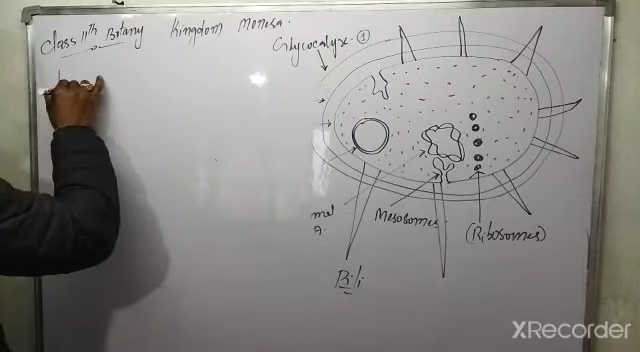 Class 11th Botany Kingdom Monera.
Glycocalyx. 1
Mesosomes
(Ribosomes)
Pili
XRecorder